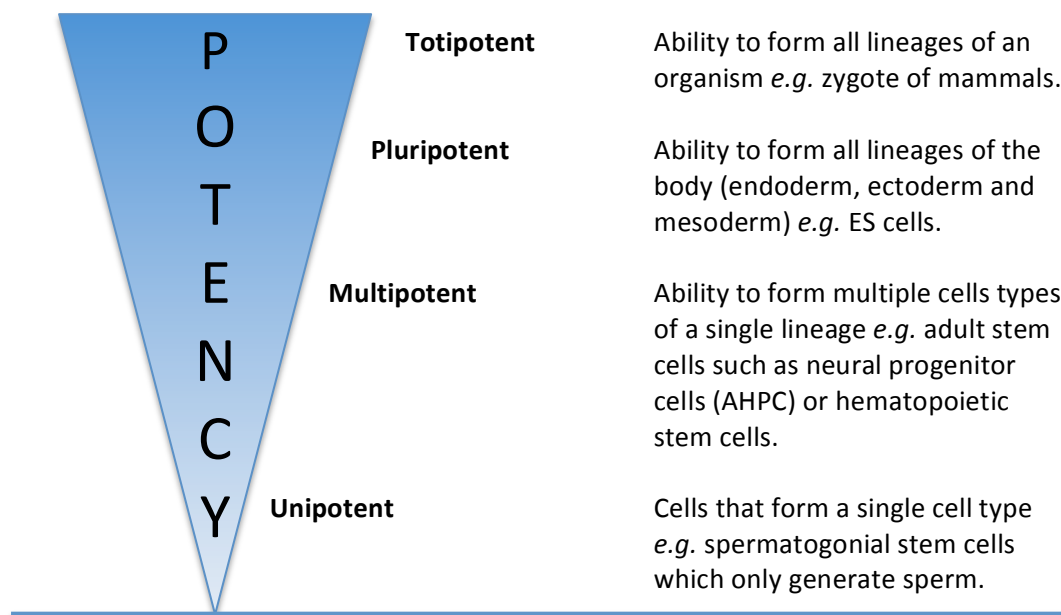 P
O
T
E
N
C
Y
Totipotent
Ability to form all lineages of an
organism e.g. zygote of mammals.
Pluripotent
Ability to form all lineages of the
body (endoderm, ectoderm and
mesoderm) e.g. ES cells.
Multipotent
Ability to form multiple cells types
of a single lineage e.g. adult stem
cells such as neural progenitor
cells (AHPC) or hematopoietic
stem cells.
Unipotent
Cells that form a single cell type
e.g. spermatogonial stem cells
which only generate sperm.